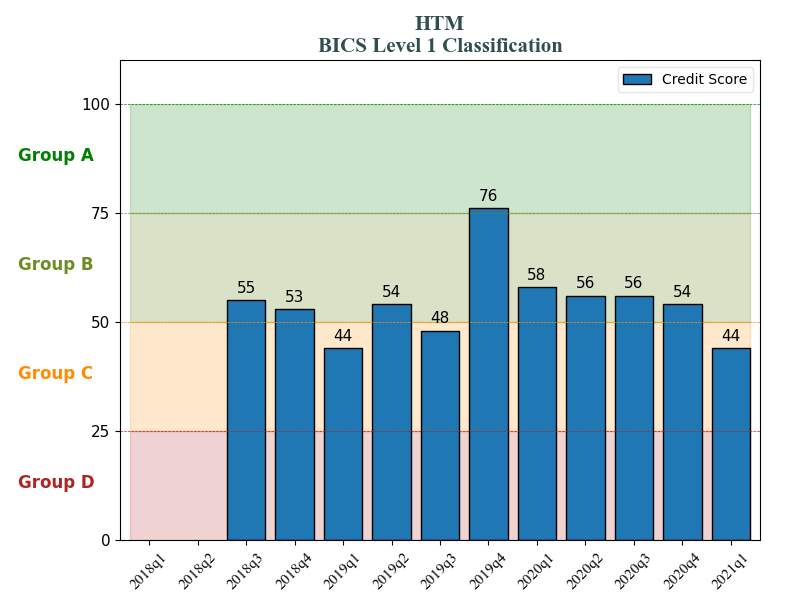 HTM
BICS Level 1 Classification
Credit Score
100
Group A
76
75
Group B
58
56
56
55
54
54
53
50
48
44
44
Group C
25
Group D
0
2018q1
2018q2
2018q3
2018q4
2019q1
2019q2
2019q3
2019q4
2020q1
2020q2
2020q3
2020q4
2021q1